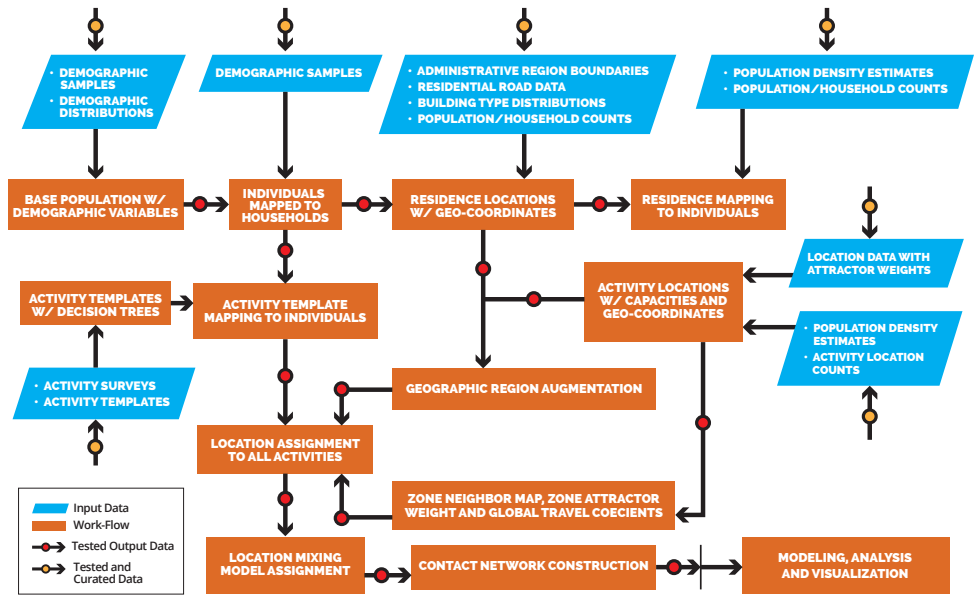 • DEMOGRAPHIC
SAMPLES
• DEMOGRAPHIC
DISTRIBUTIONS
DEMOGRAPHIC SAMPLES
• ADMINISTRATIVE REGION BOUNDARIES
• RESIDENTIAL ROAD DATA
• BUILDING TYPE DISTRIBUTIONS
• POPULATION/HOUSEHOLD COUNTS
• POPULATION DENSITY ESTIMATES
• POPULATION/HOUSEHOLD COUNTS
BASE POPULATION W/
DEMOGRAPHIC VARIABLES
INDIVIDUALS
MAPPED TO
HOUSEHOLDS
RESIDENCE LOCATIONS
W/ GEO-COORDINATES
RESIDENCE MAPPING
TO INDIVIDUALS
LOCATION DATA WITH
ATTRACTOR WEIGHTS
ACTIVITY TEMPLATES
W/ DECISION TREES
ACTIVITY TEMPLATE
MAPPING TO INDIVIDUALS
ACTIVITY LOCATIONS
W/ CAPACITIES AND
GEO-COORDINATES
• POPULATION DENSITY
ESTIMATES
• ACTIVITY LOCATION
COUNTS
• ACTIVITY SURVEYS
• ACTIVITY TEMPLATES
GEOGRAPHIC REGION AUGMENTATION
LOCATION ASSIGNMENT
TO ALL ACTIVITIES
ZONE NEIGHBOR MAP, ZONE ATTRACTOR
WEIGHT AND GLOBAL TRAVEL COECIENTS
Input Data
Work-Flow
Tested Output Data
Tested and
Curated Data
LOCATION MIXING
MODEL ASSIGNMENT
CONTACT NETWORK CONSTRUCTION
MODELING, ANALYSIS
AND VISUALIZATION